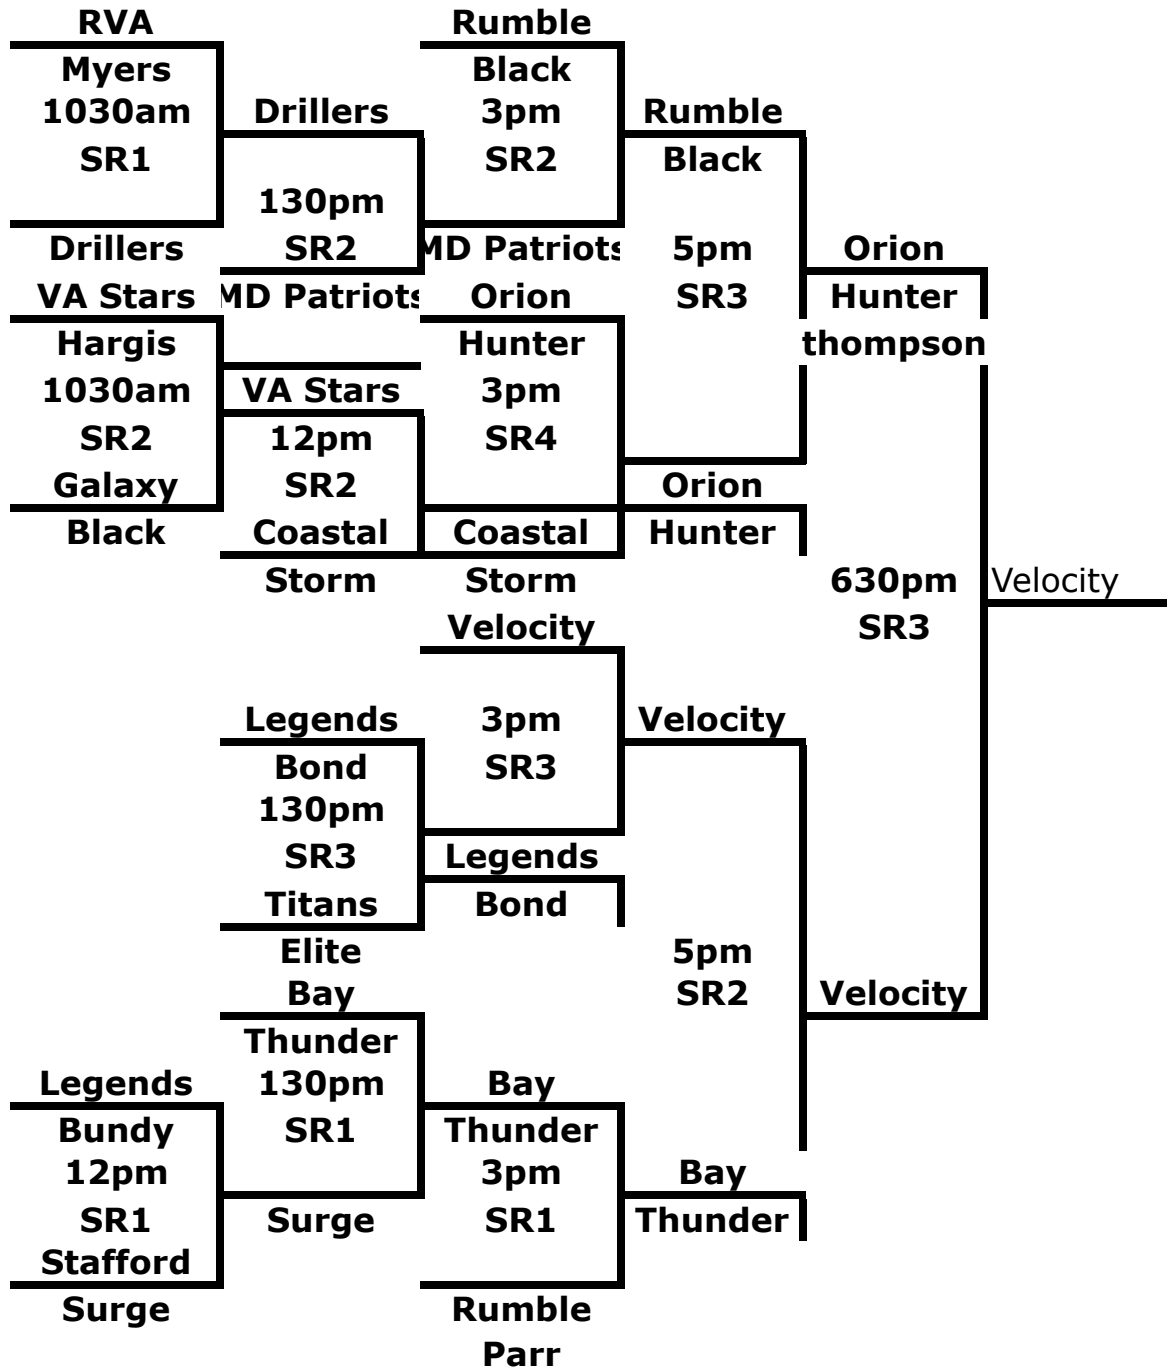 RVA
Myers
1030am
SR1
Drillers
VA Stars
Hargis
1030am
SR2
Galaxy
Black
Legends
Bundy
12pm
SR1
Stafford
Surge
Drillers
130pm
SR2
MD Patriots
VA Stars
12pm
SR2
Coastal
Storm
Legends
Bond
130pm
SR3
Titans
Elite
Bay
Thunder
130pm
SR1
Surge
Rumble
Black
3pm
SR2
MD Patriots
Orion
Hunter
3pm
SR4
Coastal
Storm
Velocity
3pm
SR3
Legends
Bond
Bay
Thunder
3pm
SR1
Rumble
Parr
Rumble
Black
5pm
SR3
Orion
Hunter
Velocity
5pm
SR2
Bay
Thunder
Orion
Hunter
thompson
630pm
SR3
Velocity
Velocity